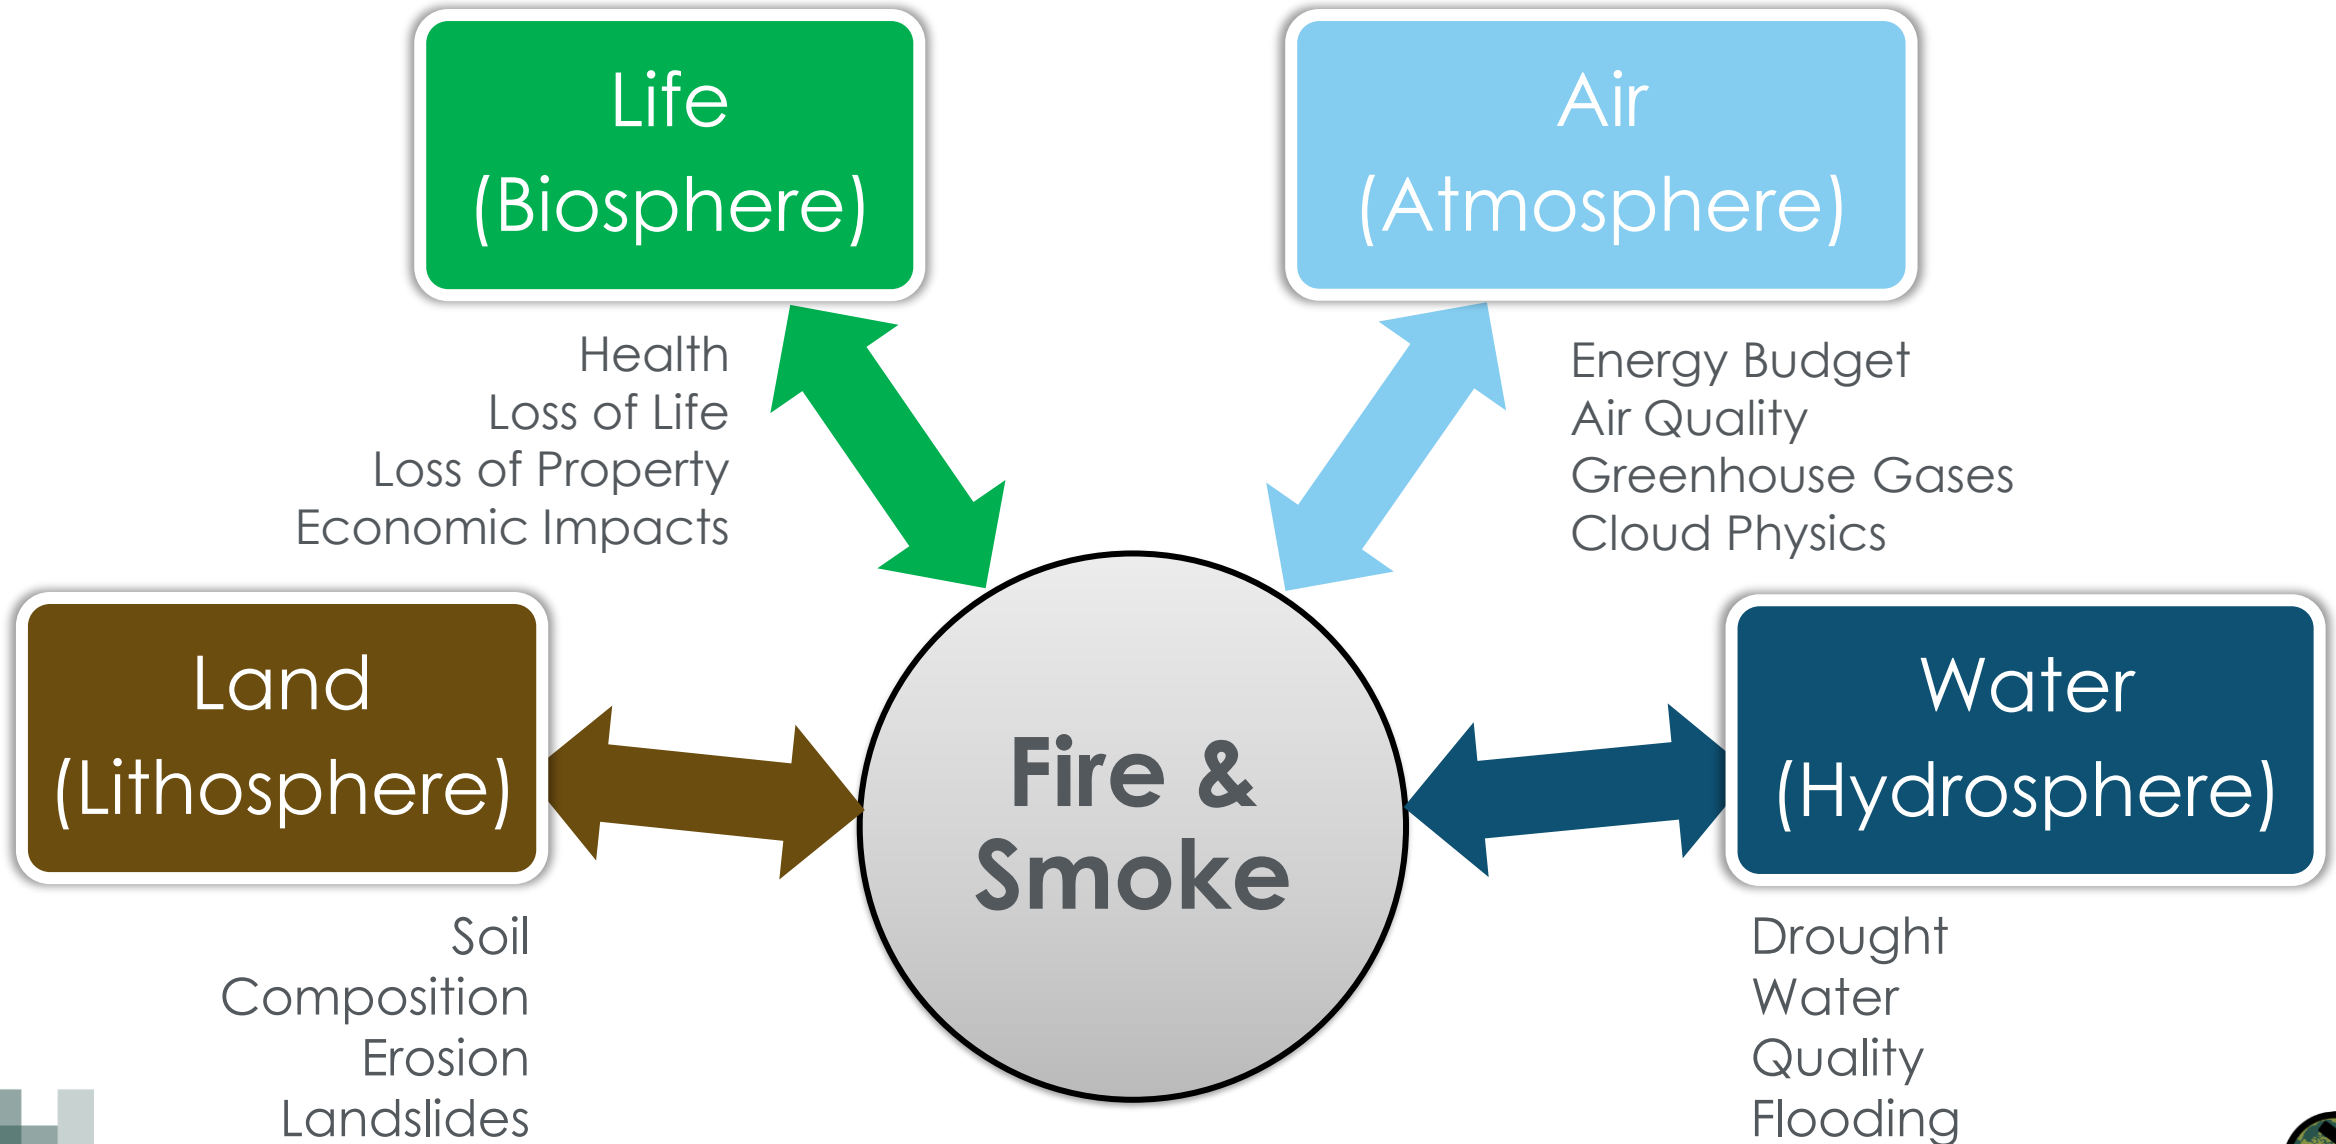 Life
(Biosphere)
Air
(Atmosphere)
Health
Loss of Life
Loss of Property
Economic Impacts
Energy Budget
Air Quality
Greenhouse Gases
Cloud Physics
Land
(Lithosphere)
Fire &
Smoke
Water
(Hydrosphere)
Soil
Composition
Erosion
Landslides
Drought
Water
Quality
Flooding